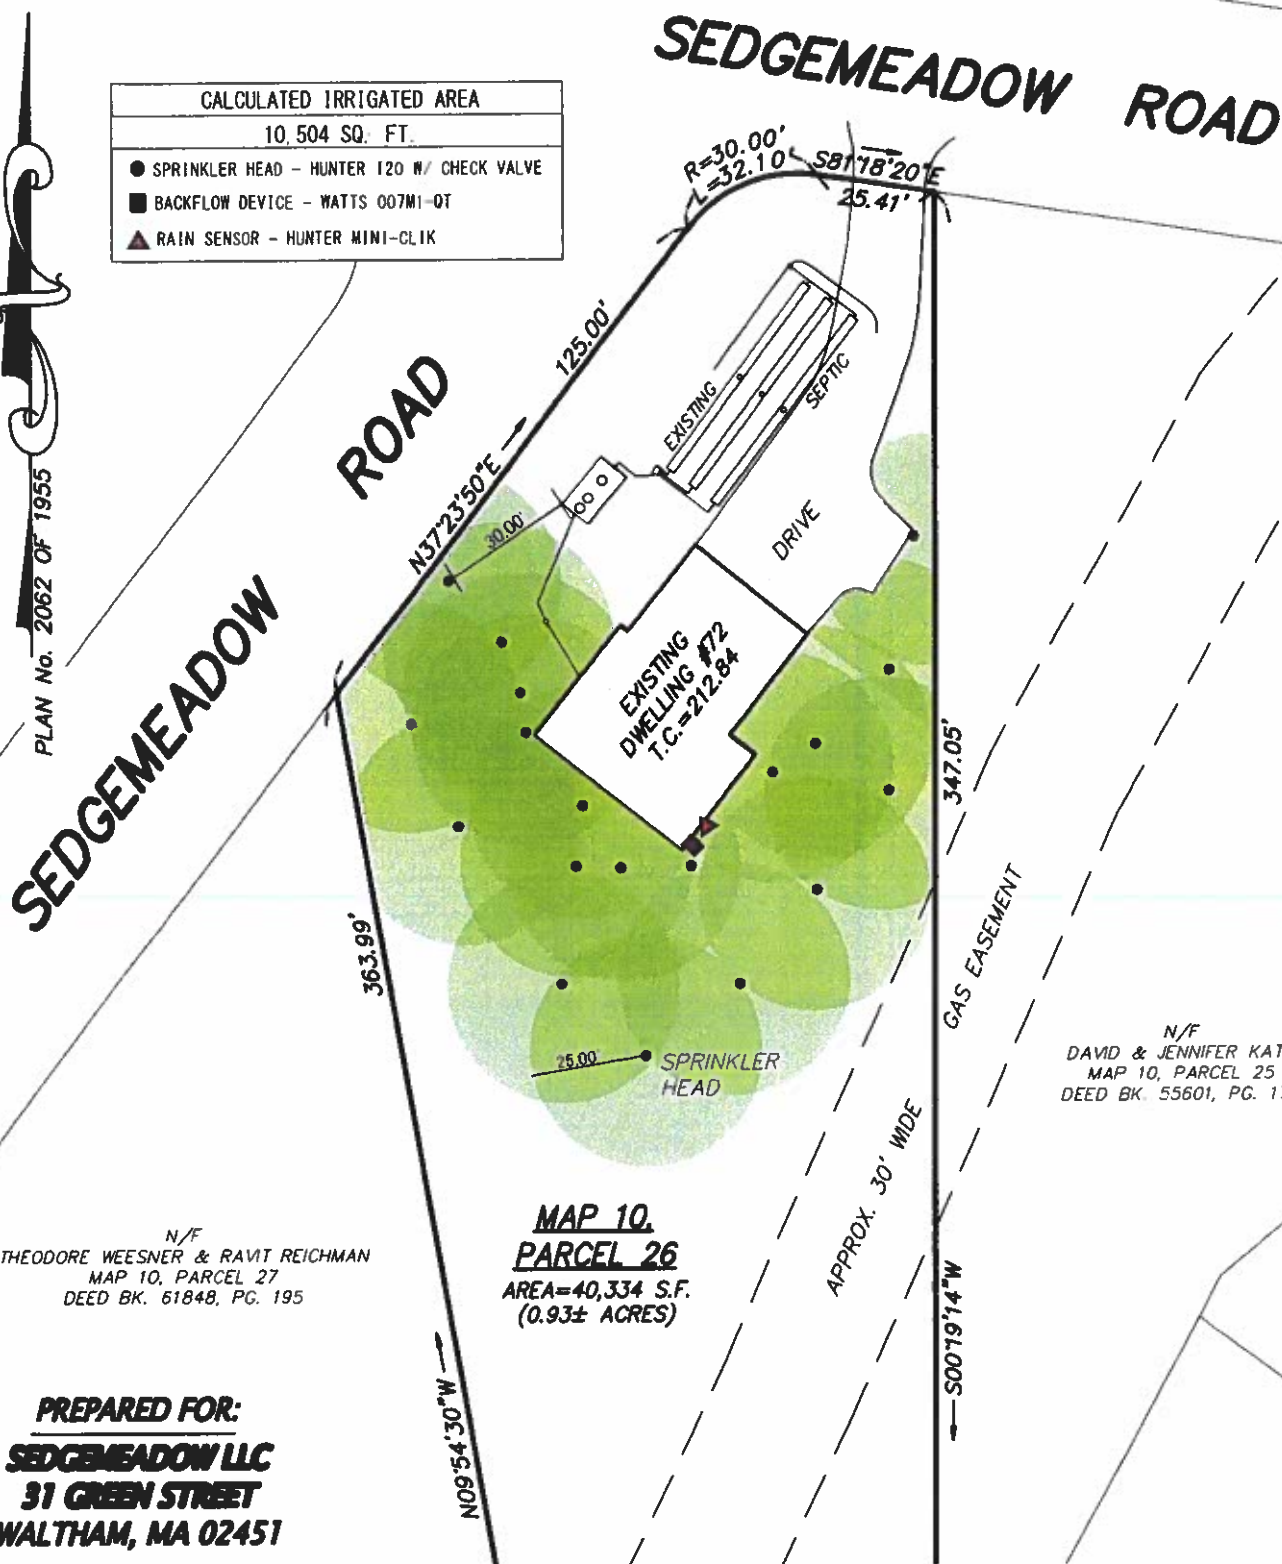 SEDGEMEADOW ROAD
CALCULATED IRRIGATED AREA
10,504 SQ. FT.
SPRINKLER HEAD - HUNTER I20 W/ CHECK VALVE
BACKFLOW DEVICE - WATTS 007M1-QT
RAIN SENSOR - HUNTER MINI-CLIK
R=30.00'
L=32.10'
S81°18'20"E
25.41'
125.00'
N37°23'50"E
SEDGEMEADOW ROAD
PLAN No. 2062 OF 1955
EXISTING
SEPTIC
30.00'
DRIVE
EXISTING
DWELLING #72
T.C.=212.84
347.05'
363.99'
GAS EASEMENT
APPROX. 30' WIDE
25.00'
SPRINKLER
HEAD
N/F
DAVID & JENNIFER
MAP 10, PARCEL 25
DEED BK. 55601, PG.
MAP 10,
PARCEL 26
AREA=40,334 S.F.
(0.93± ACRES)
N/F
THEODORE WEESNER & RAVIT REICHMAN
MAP 10, PARCEL 27
DEED BK. 61848, PG. 195
N09°54'30"W
S00°19'14"W
PREPARED FOR:
SEDGEMEADOW LLC
31 GREEN STREET
WALTHAM, MA 02451